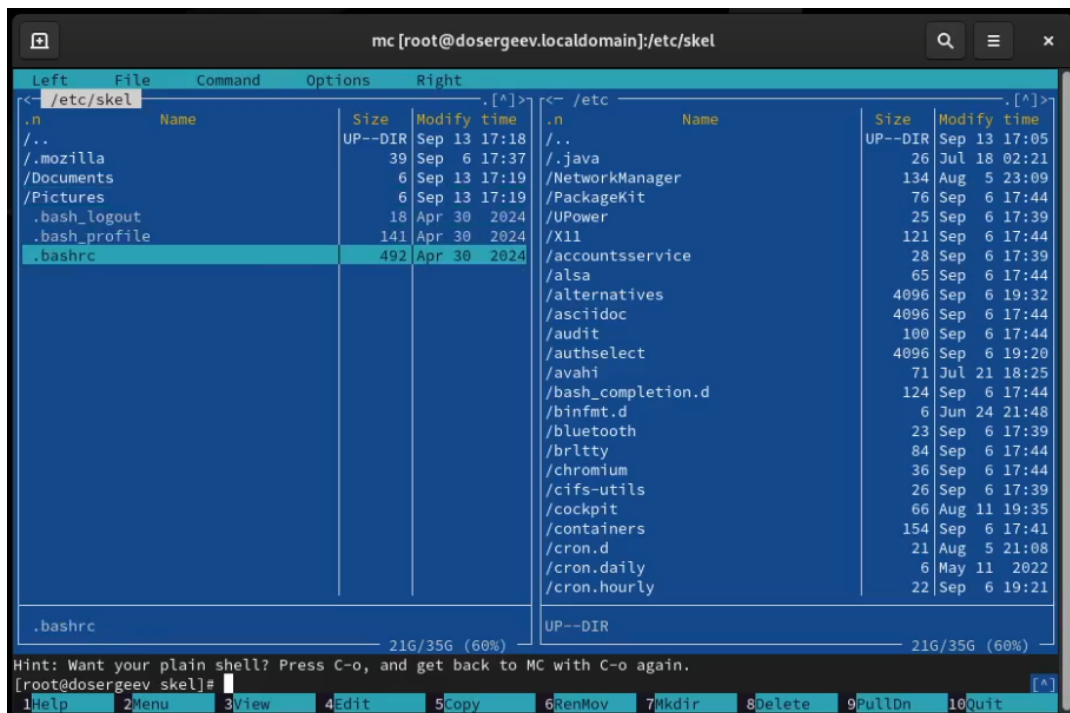 mc [root@dosergeev.localdomain]:/etc/skel
Left File Command Options Right
<─ /etc/skel ─.[^]>
.n Name Size Modify time
/.. UP--DIR Sep 13 17:18
/.mozilla 39 Sep 6 17:37
/Documents 6 Sep 13 17:19
/Pictures 6 Sep 13 17:19
.bash_logout 18 Apr 30 2024
.bash_profile 141 Apr 30 2024
.bashrc 492 Apr 30 2024
.bashrc
21G/35G (60%)
<─ /etc ─.[^]>
.n Name Size Modify time
/.. UP--DIR Sep 13 17:05
/.java 26 Jul 18 02:21
/NetworkManager 134 Aug 5 23:09
/PackageKit 76 Sep 6 17:44
/UPower 25 Sep 6 17:39
/X11 121 Sep 6 17:44
/accountsservice 28 Sep 6 17:39
/alsa 65 Sep 6 17:44
/alternatives 4096 Sep 6 19:32
/asciidoc 4096 Sep 6 17:44
/audit 100 Sep 6 17:44
/authselect 4096 Sep 6 19:20
/avahi 71 Jul 21 18:25
/bash_completion.d 124 Sep 6 17:44
/binfmt.d 6 Jun 24 21:48
/bluetooth 23 Sep 6 17:39
/brltty 84 Sep 6 17:44
/chromium 36 Sep 6 17:44
/cifs-utils 26 Sep 6 17:39
/cockpit 66 Aug 11 19:35
/containers 154 Sep 6 17:41
/cron.d 21 Aug 5 21:08
/cron.daily 6 May 11 2022
/cron.hourly 22 Sep 6 19:21
UP--DIR
21G/35G (60%)
Hint: Want your plain shell? Press C-o, and get back to MC with C-o again.
[root@dosergeev skel]# [^]
1Help 2Menu 3View 4Edit 5Copy 6RenMov 7Mkdir 8Delete 9PullDn 10Quit